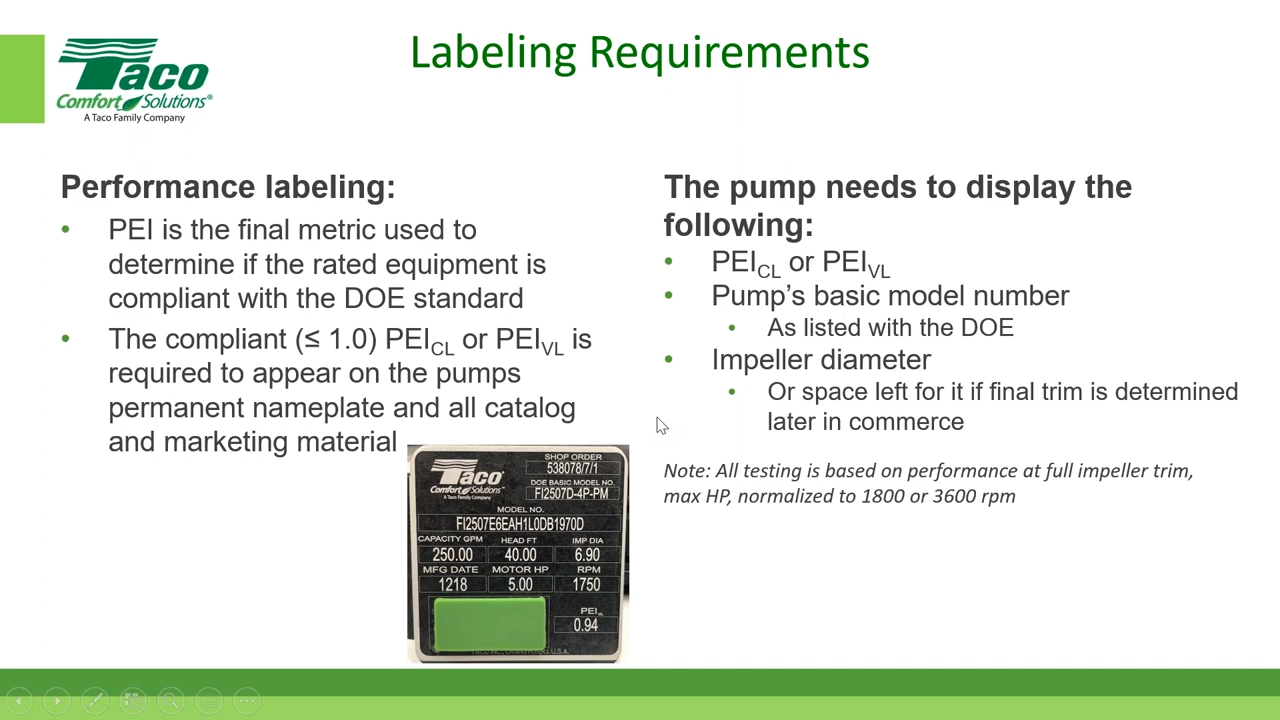 Taco
Comfort Solutions®
A Taco Family Company
Labeling Requirements
Performance labeling:
• PEI is the final metric used to
determine if the rated equipment is
compliant with the DOE standard
• The compliant (≤ 1.0) PEICL or PEIVL is
required to appear on the pumps
permanent nameplate and all catalog
and marketing material
The pump needs to display the
following:
• PEICL or PEIVL
• Pump’s basic model number
• As listed with the DOE
• Impeller diameter
• Or space left for it if final trim is determined
later in commerce
Note: All testing is based on performance at full impeller trim,
max HP, normalized to 1800 or 3600 rpm
Taco
Comfort Solutions
A Taco Family Company
SHOP ORDER
538078/7/1
DOE BASIC MODEL NO.
FI2507D-4P-PM
MODEL NO.
FI2507E6EAH1L0DB1970D
CAPACITY GPM HEAD FT IMP DIA
250.00 40.00 6.90
MFG DATE MOTOR HP RPM
1218 5.00 1750
PEI
0.94
TACO INC., U.S.A.